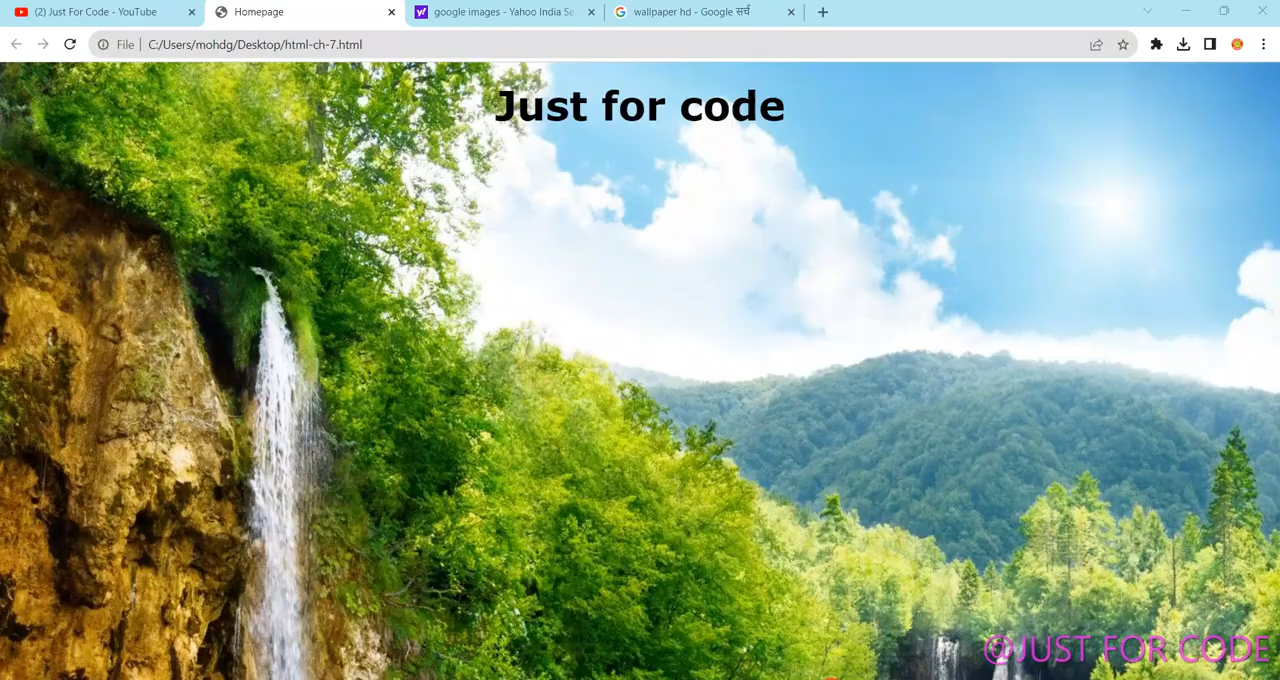 (2) Just For Code - YouTube
Homepage
google images - Yahoo India Se
wallpaper hd - Google सर्च
File
C:/Users/mohdg/Desktop/html-ch-7.html
Just for code
@JUST FOR CODE